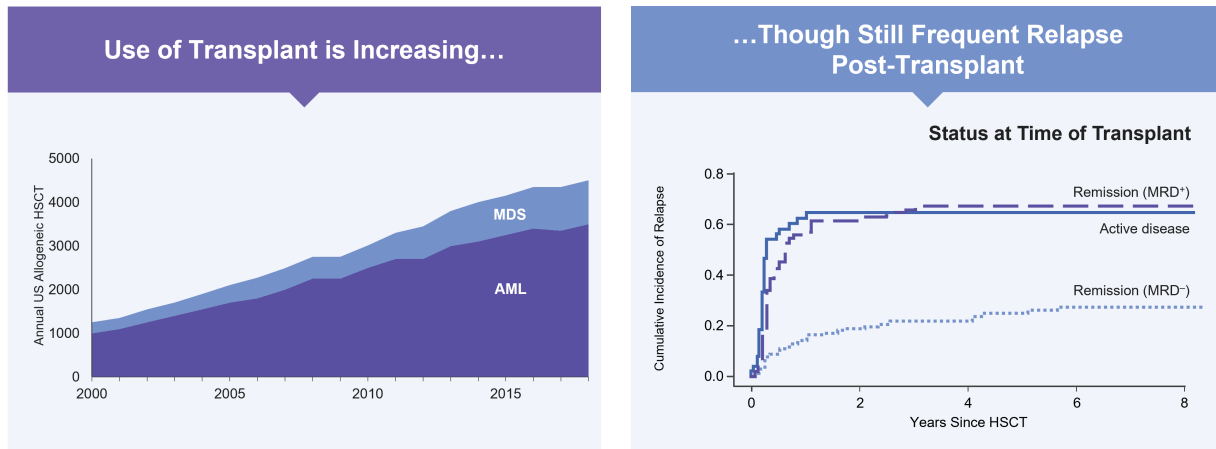 Use of Transplant is Increasing…
Annual US Allogeneic HSCT
5000
4000
3000
2000
1000
0
MDS
AML
2000
2005
2010
2015
…Though Still Frequent Relapse
Post-Transplant
Status at Time of Transplant
Cumulative Incidence of Relapse
0.8
0.6
0.4
0.2
0.0
Remission (MRD⁺)
Active disease
Remission (MRD⁻)
0
2
4
6
8
Years Since HSCT